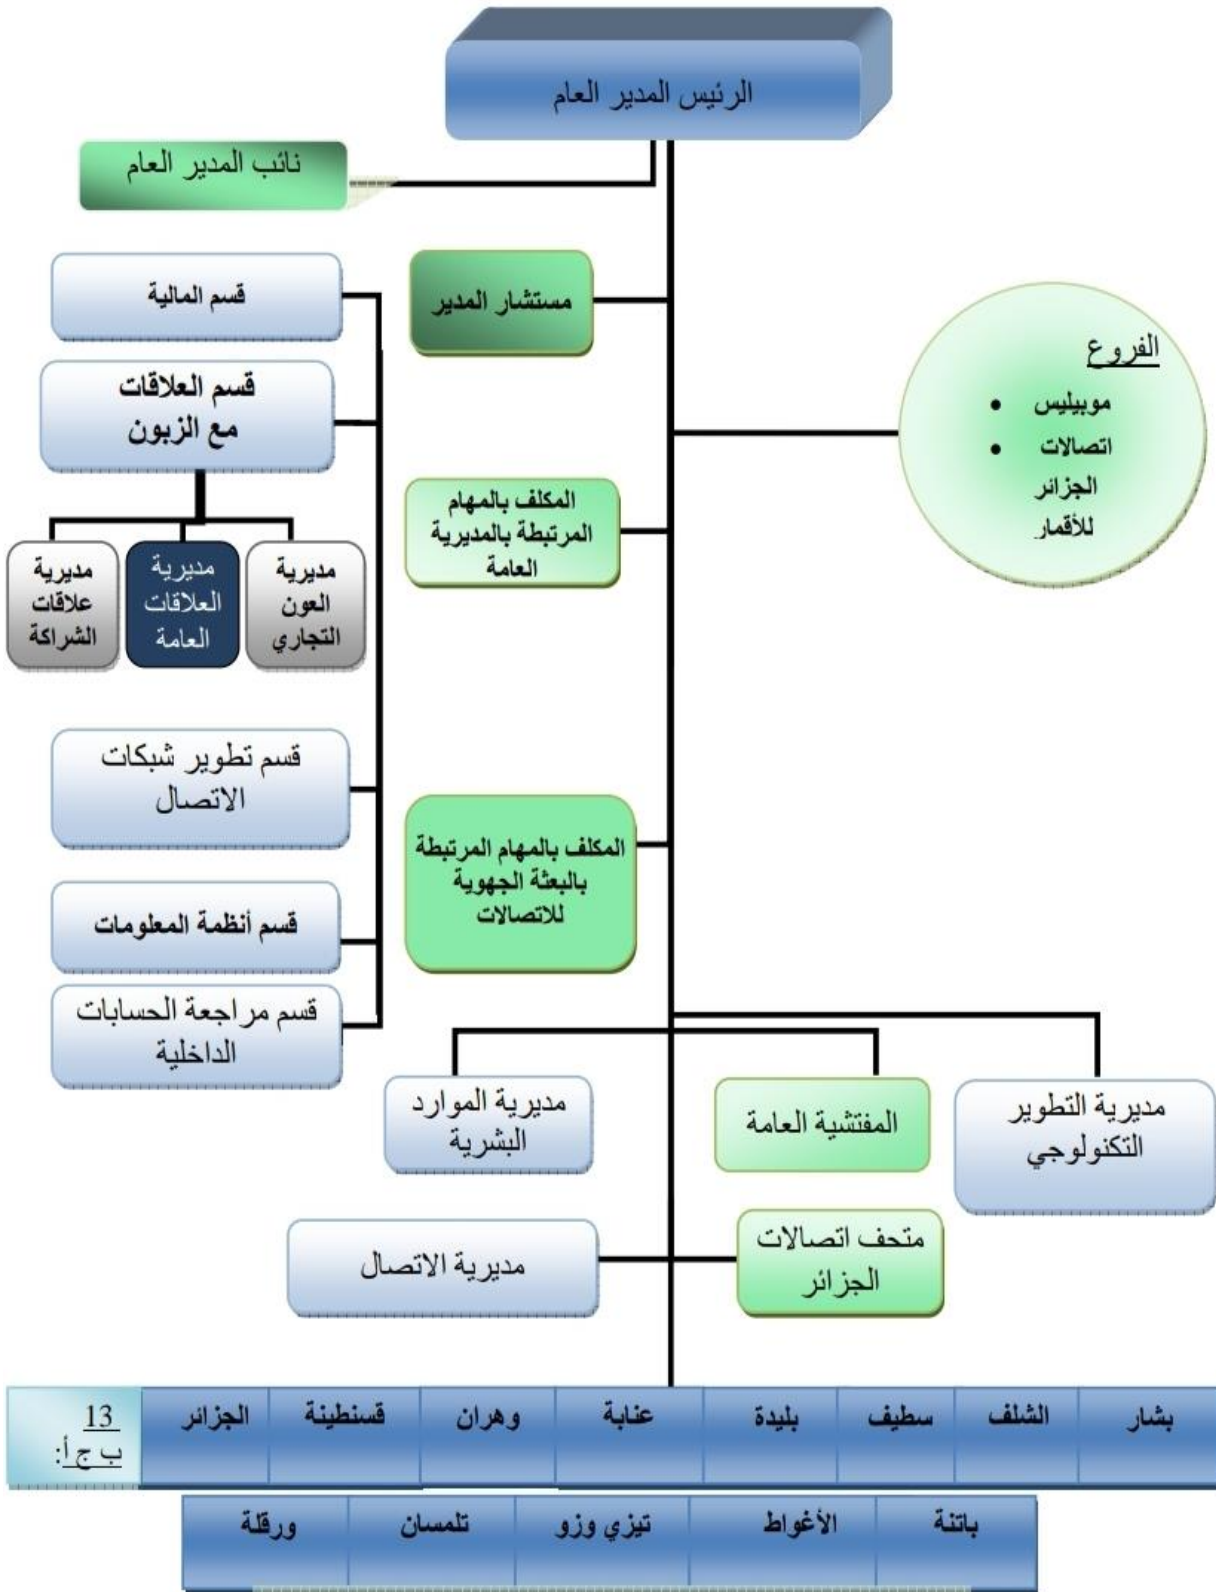 الرئيس المدير العام
نائب المدير العام
قسم المالية
مستشار المدير
الفروع
• موبيليس
• اتصالات
الجزائر
للأقمار
قسم العلاقات
مع الزبون
المكلف بالمهام
المرتبطة بالمديرية
العامة
مديرية
العون
التجاري
مديرية
العلاقات
العامة
مديرية
علاقات
الشراكة
قسم تطوير شبكات
الاتصال
المكلف بالمهام المرتبطة
بالبعثة الجهوية
للاتصالات
قسم أنظمة المعلومات
قسم مراجعة الحسابات
الداخلية
مديرية التطوير
التكنولوجي
المفتشية العامة
مديرية الموارد
البشرية
متحف اتصالات
الجزائر
مديرية الاتصال
13
ب ج أ:
الجزائر
قسنطينة
وهران
عنابة
بليدة
سطيف
الشلف
بشار
ورقلة
تلمسان
تيزي وزو
الأغواط
باتنة